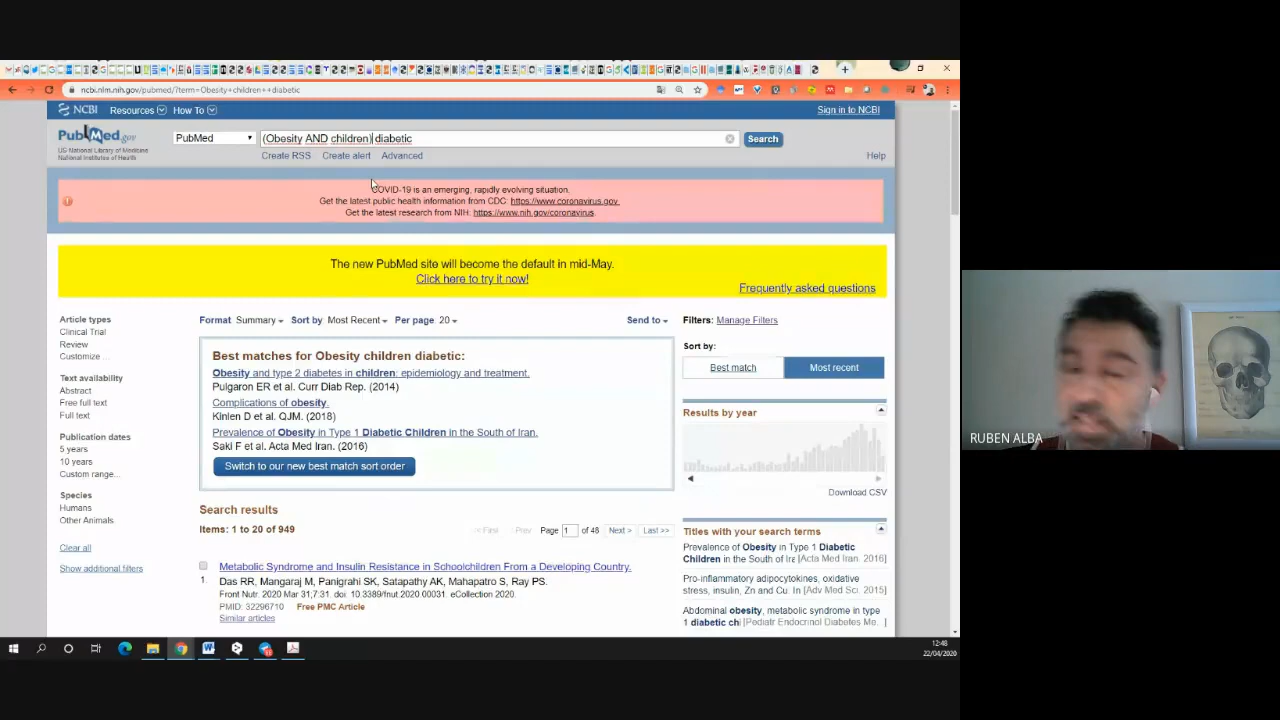 ncbi.nlm.nih.gov/pubmed/?term=Obesity+children++diabetic
NCBI Resources How To Sign in to NCBI
PubMed.gov
US National Library of Medicine
National Institutes of Health
PubMed
(Obesity AND children) diabetic
Search
Create RSS Create alert Advanced Help
COVID-19 is an emerging, rapidly evolving situation.
Get the latest public health information from CDC: https://www.coronavirus.gov
Get the latest research from NIH: https://www.nih.gov/coronavirus.
The new PubMed site will become the default in mid-May.
Click here to try it now!
Frequently asked questions
Article types
Clinical Trial
Review
Customize ...
Text availability
Abstract
Free full text
Full text
Publication dates
5 years
10 years
Custom range...
Species
Humans
Other Animals
Clear all
Show additional filters
Format Summary Sort by Most Recent Per page 20 Send to
Best matches for Obesity children diabetic:
Obesity and type 2 diabetes in children: epidemiology and treatment.
Pulgaron ER et al. Curr Diab Rep. (2014)
Complications of obesity.
Kinlen D et al. QJM. (2018)
Prevalence of Obesity in Type 1 Diabetic Children in the South of Iran.
Saki F et al. Acta Med Iran. (2016)
Switch to our new best match sort order
Search results
Items: 1 to 20 of 949
<< First < Prev Page 1 of 48 Next > Last >>
Metabolic Syndrome and Insulin Resistance in Schoolchildren From a Developing Country.
1. Das RR, Mangaraj M, Panigrahi SK, Satapathy AK, Mahapatro S, Ray PS.
Front Nutr. 2020 Mar 31;7:31. doi: 10.3389/fnut.2020.00031. eCollection 2020.
PMID: 32296710 Free PMC Article
Similar articles
Filters: Manage Filters
Sort by:
Best match Most recent
Results by year
Download CSV
Titles with your search terms
Prevalence of Obesity in Type 1 Diabetic
Children in the South of Ira [Acta Med Iran. 2016]
Pro-inflammatory adipocytokines, oxidative
stress, insulin, Zn and Cu. In [Adv Med Sci. 2015]
Abdominal obesity, metabolic syndrome in type
1 diabetic chi [Pediatr Endocrinol Diabetes Me. ]
12:48
22/04/2020
RUBEN ALBA